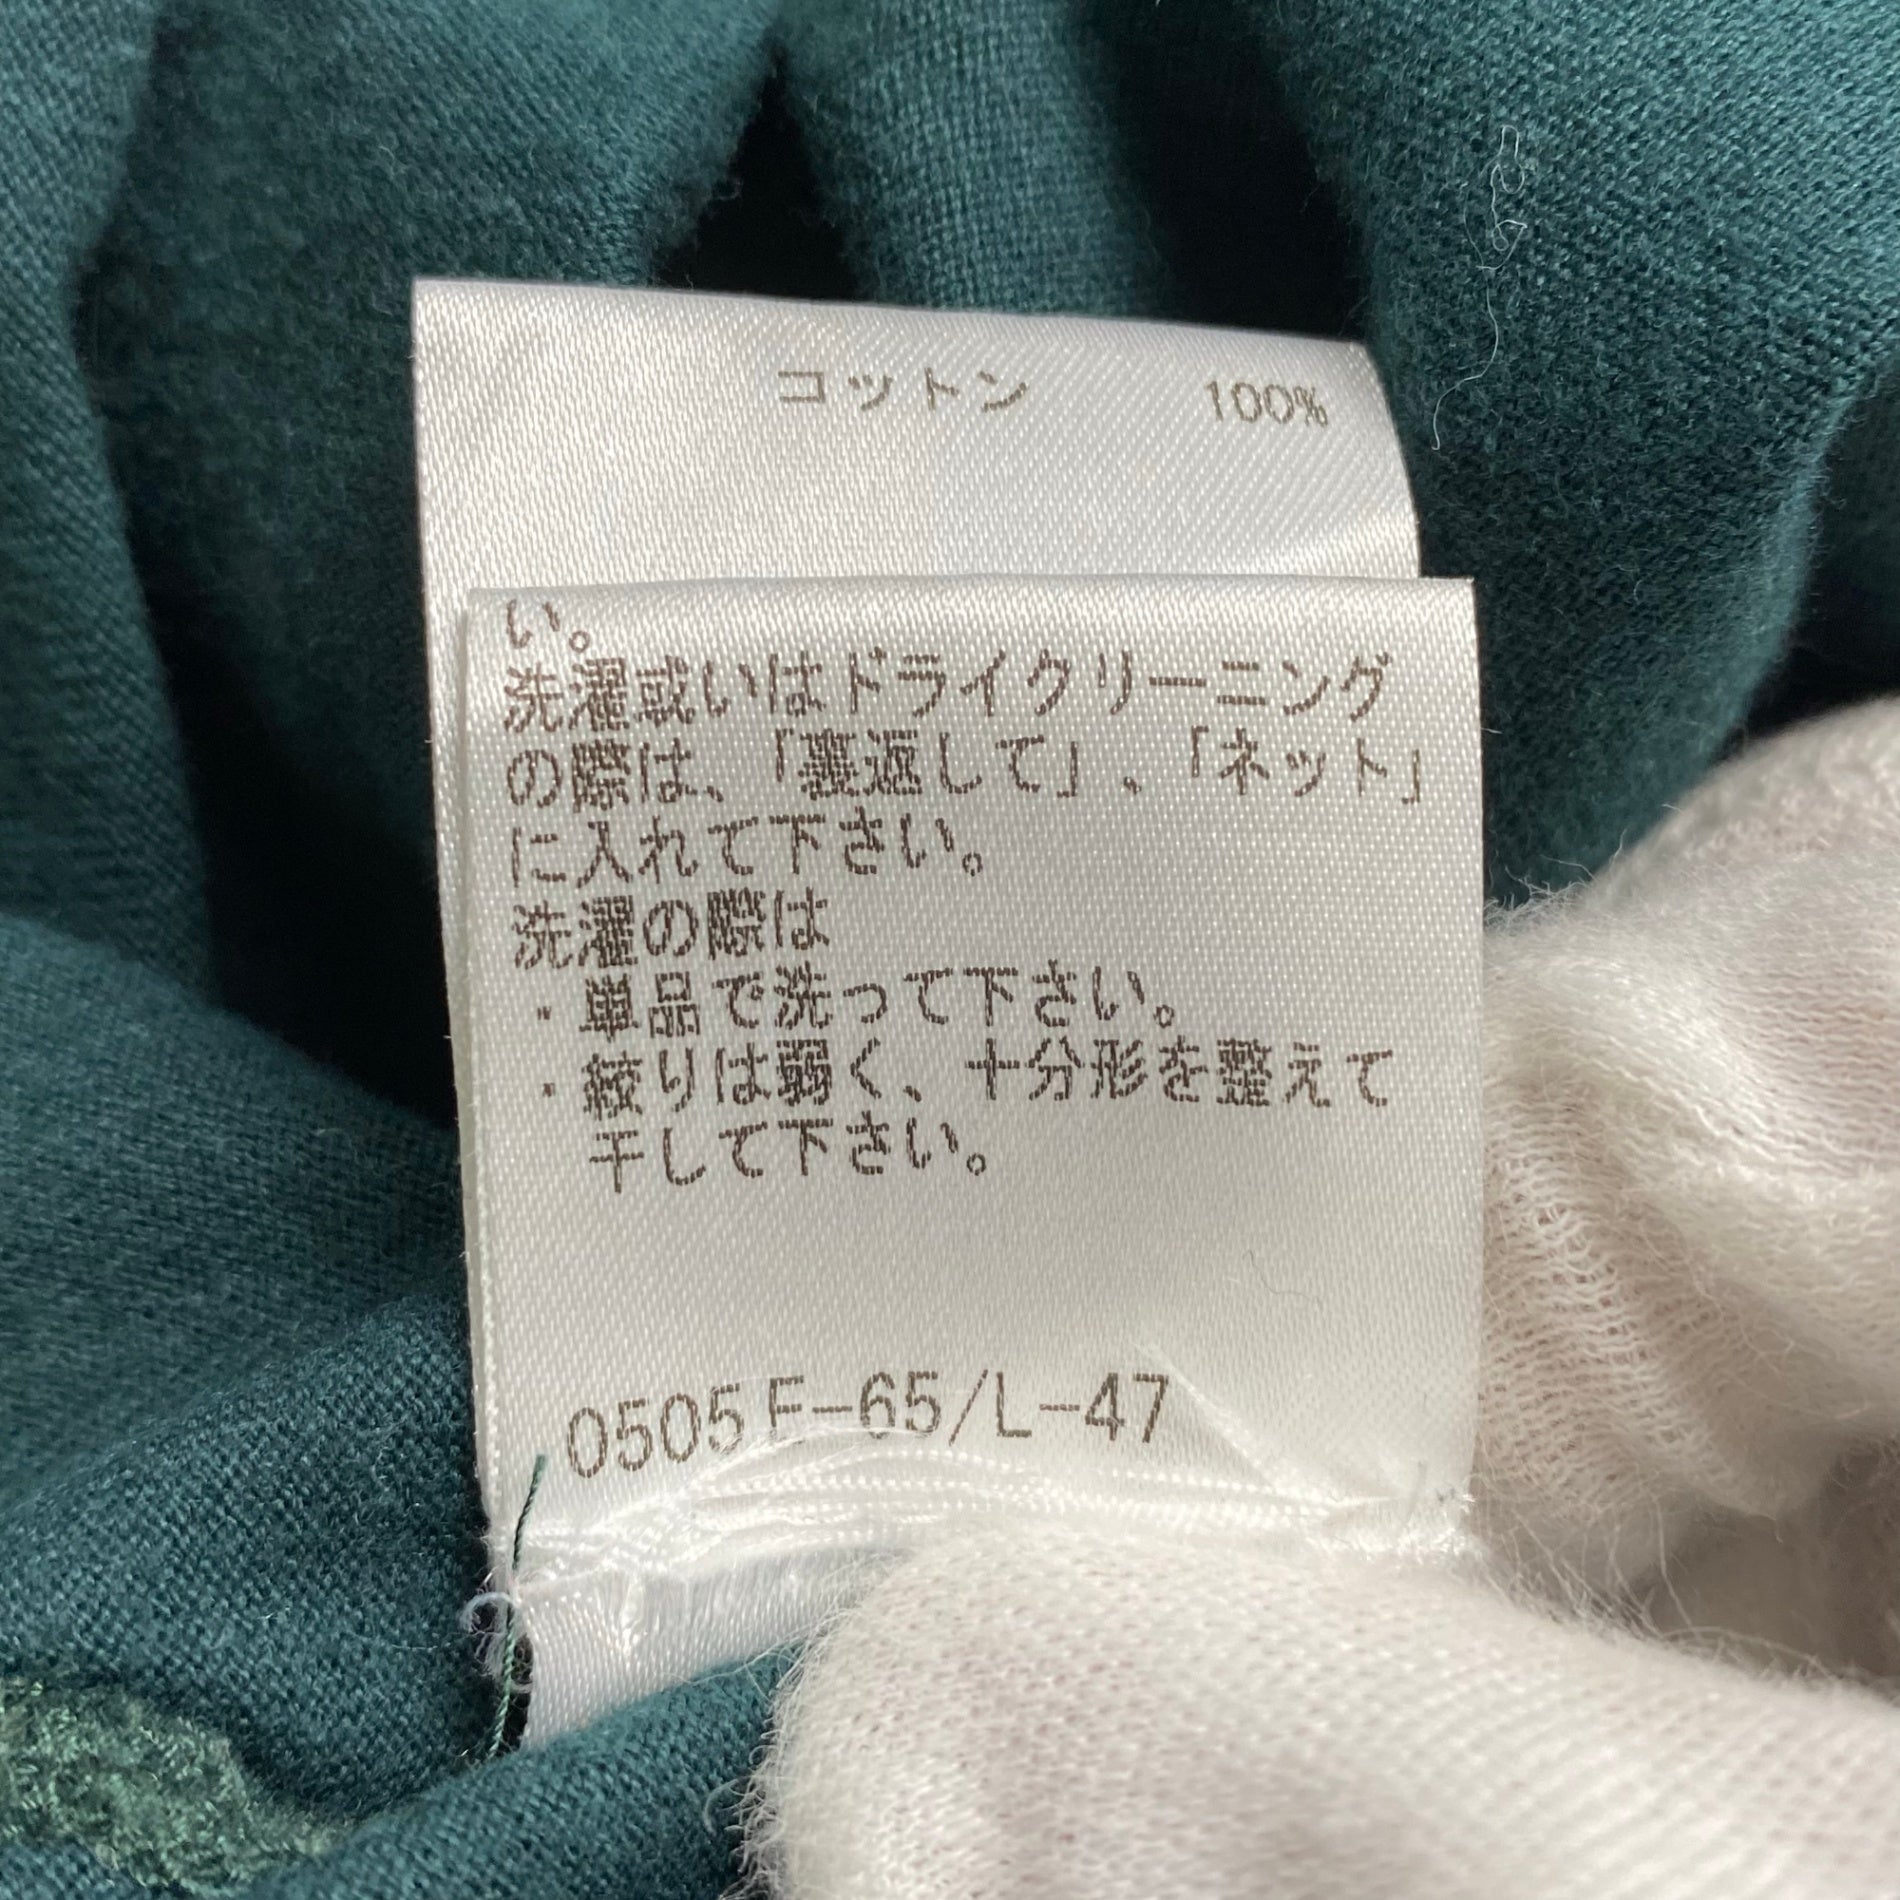 コットン 100%
い。
洗濯或いはドライクリーニング
の際は、「裏返して」、「ネット」
に入れて下さい。
洗濯の際は
・単品で洗って下さい。
・絞りは弱く、十分形を整えて
干して下さい。
0505F-65/L-47